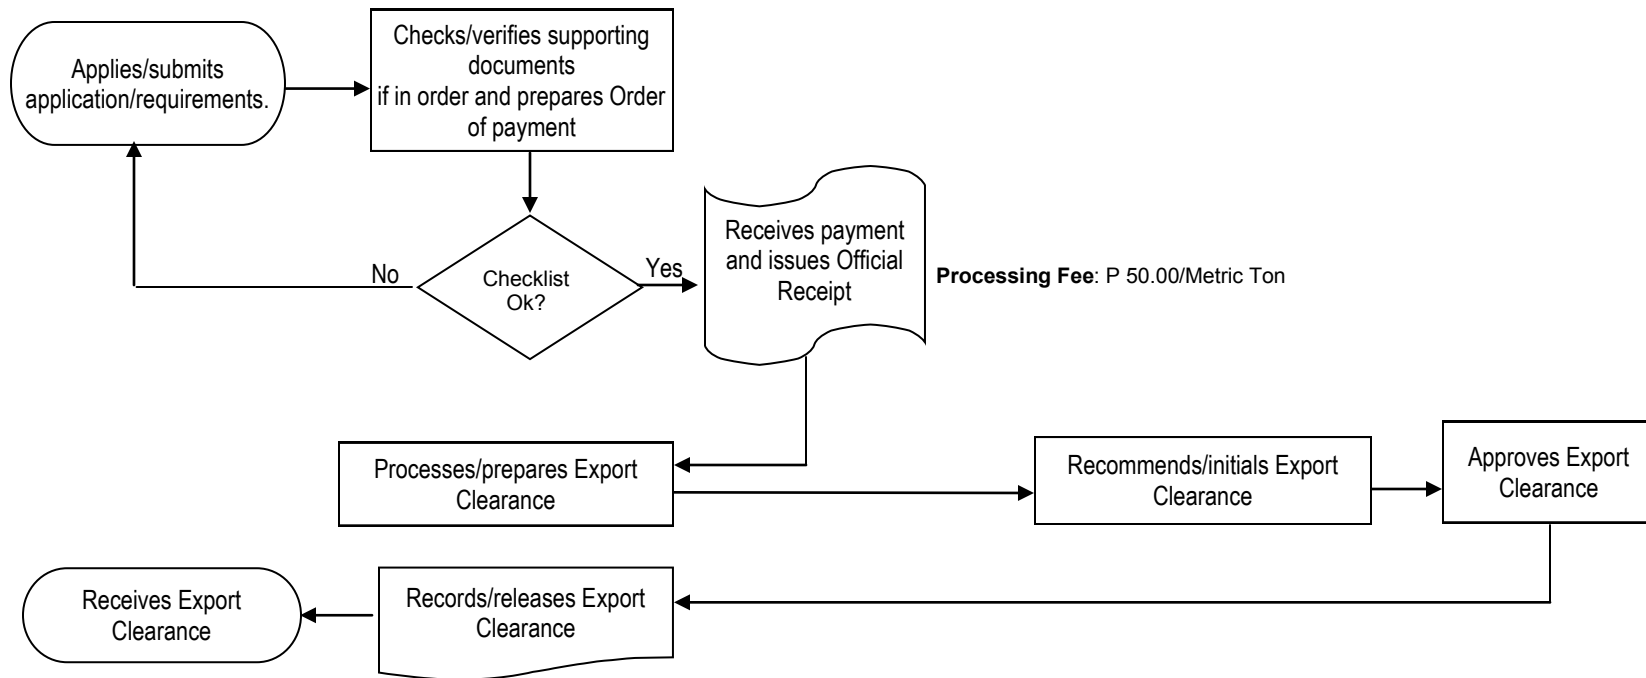 Applies/submits
application/requirements.
Checks/verifies supporting
documents
if in order and prepares Order
of payment
No
Checklist
Ok?
Yes
Receives payment
and issues Official
Receipt
Processing Fee: P 50.00/Metric Ton
Processes/prepares Export
Clearance
Recommends/initials Export
Clearance
Approves Export
Clearance
Receives Export
Clearance
Records/releases Export
Clearance